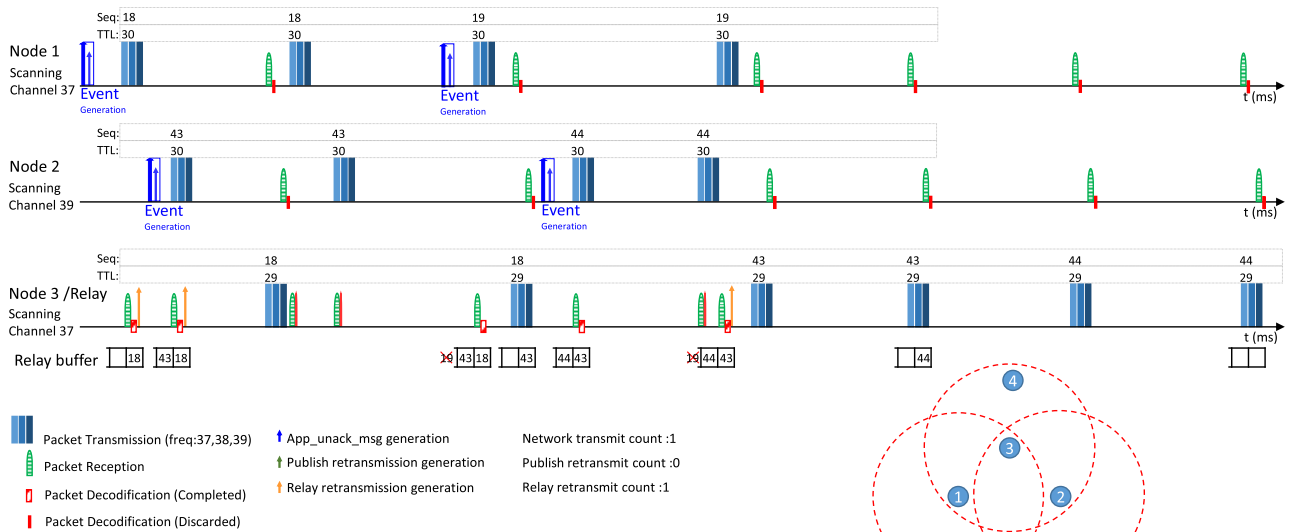 Seq: 18 18 19 19
TTL: 30 30 30 30
Node 1
Scanning
Channel 37
Event
Generation
Event
Generation
t (ms)
Seq: 43 43 44 44
TTL: 30 30 30 30
Node 2
Scanning
Channel 39
Event
Generation
Event
Generation
t (ms)
Seq: 18 18 43 43 44 44
TTL: 29 29 29 29 29 29
Node 3 /Relay
Scanning
Channel 37
t (ms)
Relay buffer 18 43 18 19 43 18 43 44 43 19 44 43 44
4
3
1 2
Packet Transmission (freq:37,38,39)
Packet Reception
Packet Decodification (Completed)
Packet Decodification (Discarded)
App_unack_msg generation
Publish retransmission generation
Relay retransmission generation
Network transmit count :1
Publish retransmit count :0
Relay retransmit count :1